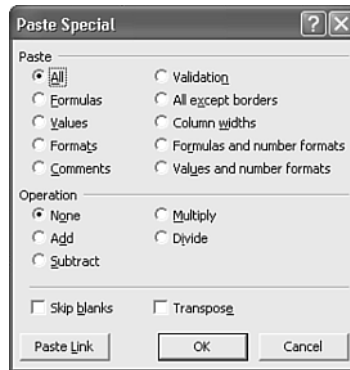 Paste Special
Paste
All
Validation
Formulas
All except borders
Values
Column widths
Formats
Formulas and number formats
Comments
Values and number formats
Operation
None
Multiply
Add
Divide
Subtract
Skip blanks
Transpose
Paste Link
OK
Cancel